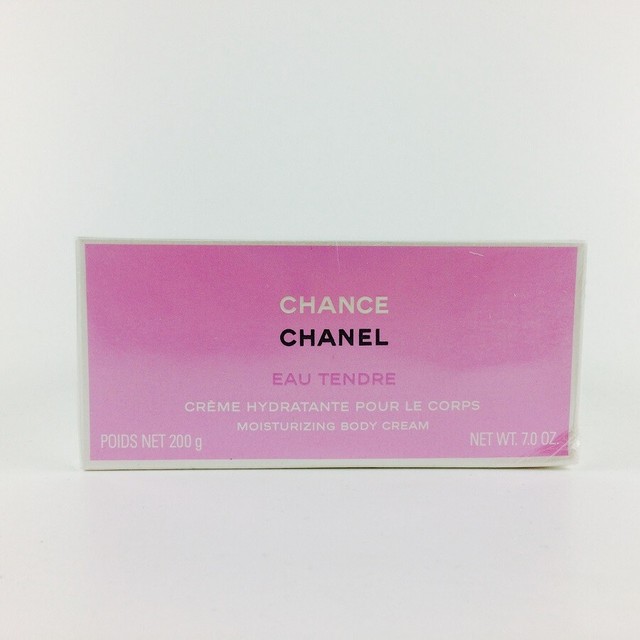 CHANCE
CHANEL
EAU TENDRE
CRÈME HYDRATANTE POUR LE CORPS
MOISTURIZING BODY CREAM
POIDS NET 200 g NET WT. 7.0 OZ.